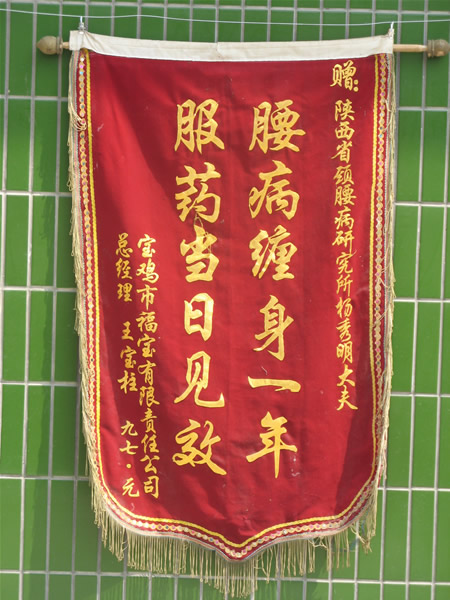 赠：陕西省颈腰病研究所杨秀明大夫
腰病缠身一年
服药当日见效
宝鸡市福宝有限责任公司
总经理 王宝柱 九七·元